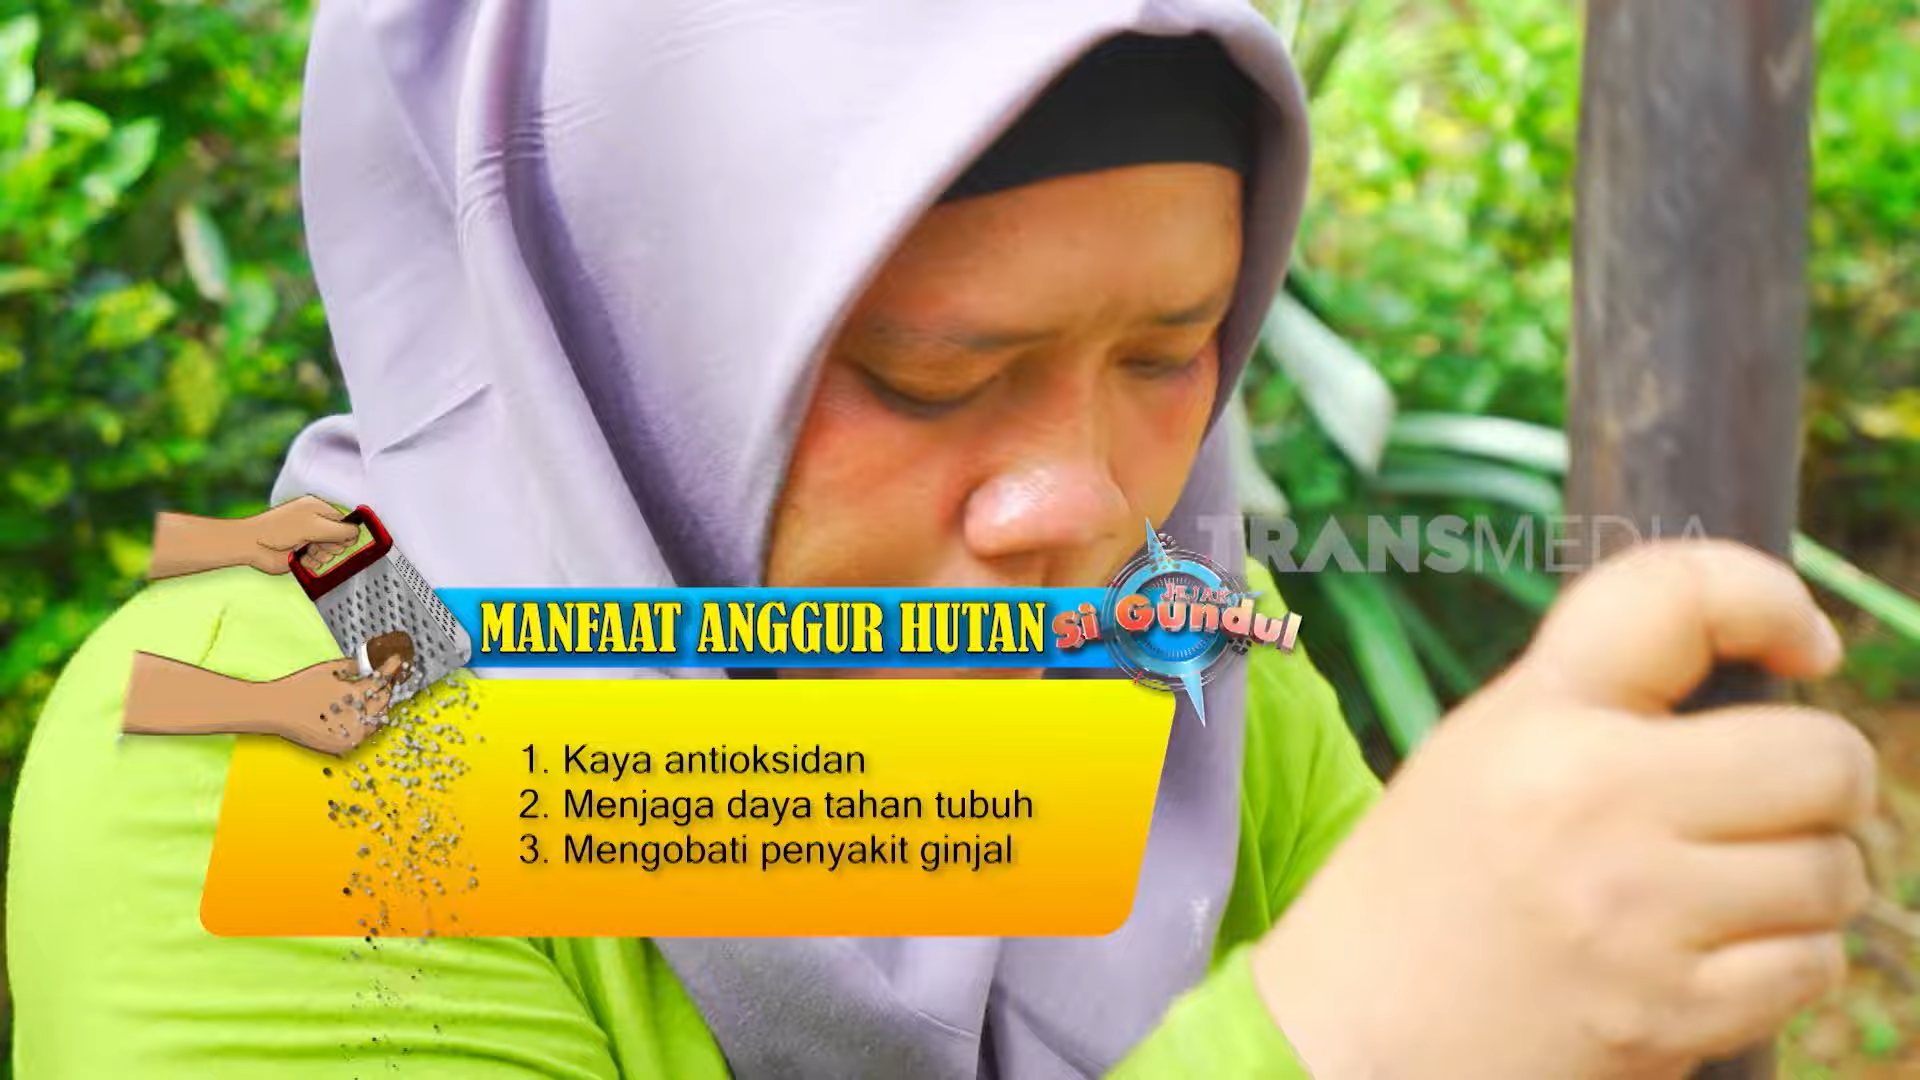 TRANSMEDIA
MANFAAT ANGGUR HUTAN
JEJAK
Si Gundul
1. Kaya antioksidan
2. Menjaga daya tahan tubuh
3. Mengobati penyakit ginjal